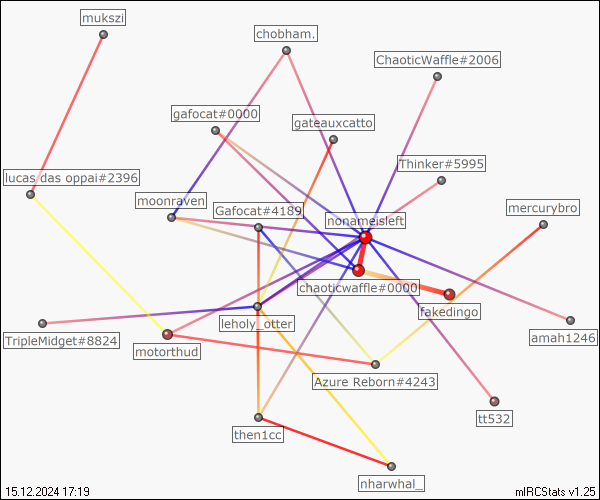 mukszi
chobham.
ChaoticWaffle#2006
gafocat#0000
gateauxcatto
Thinker#5995
lucas das oppai#2396
moonraven
Gafocat#4189
nonameisleft
mercurybro
chaoticwaffle#0000
fakedingo
leholy_otter
TripleMidget#8824
motorthud
amah1246
Azure Reborn#4243
tt532
then1cc
nharwhal_
15.12.2024 17:19
mIRCStats v1.25